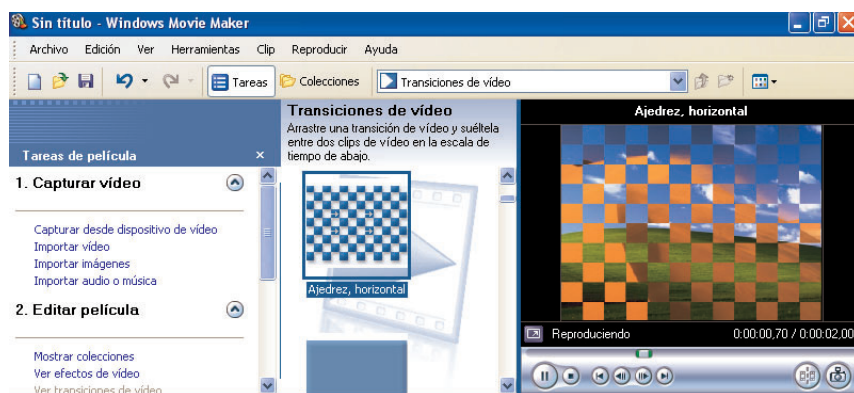 Sin título - Windows Movie Maker
Archivo Edición Ver Herramientas Clip Reproducir Ayuda
Tareas Colecciones Transiciones de vídeo
Tareas de película
1. Capturar vídeo
Capturar desde dispositivo de vídeo
Importar vídeo
Importar imágenes
Importar audio o música
2. Editar película
Mostrar colecciones
Ver efectos de vídeo
Ver transiciones de vídeo
Transiciones de vídeo
Arrastre una transición de vídeo y suéltela
entre dos clips de vídeo en la escala de
tiempo de abajo.
Ajedrez, horizontal
Ajedrez, horizontal
Reproduciendo 0:00:00,70 / 0:00:02,00